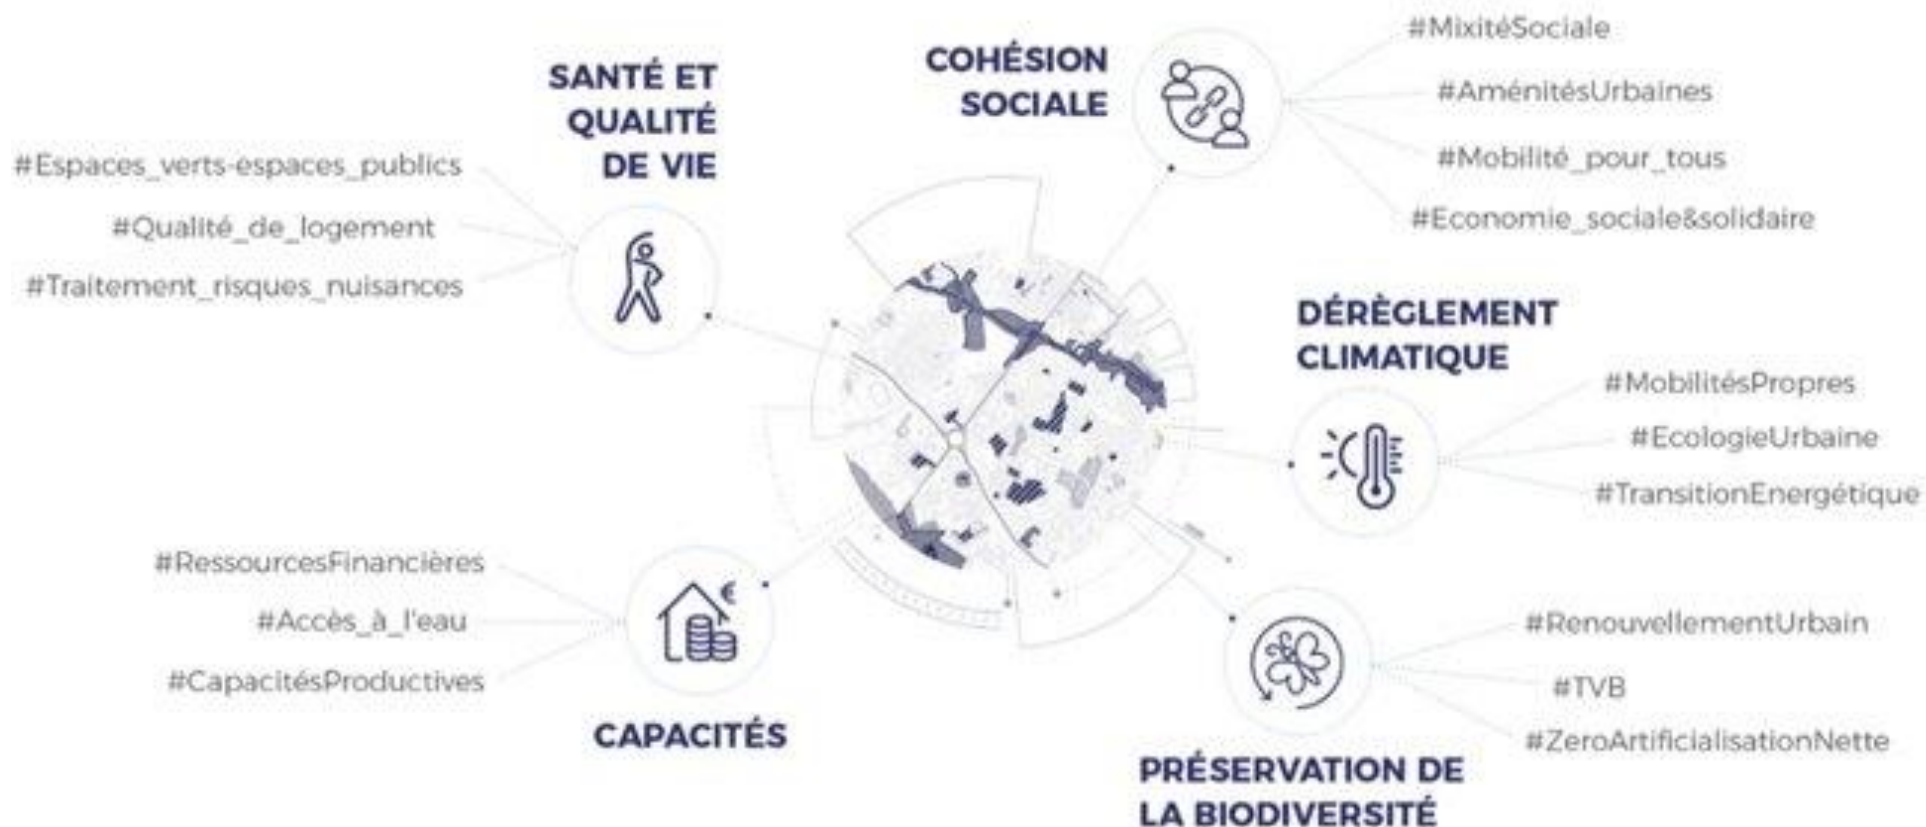 SANTÉ ET
QUALITÉ
DE VIE
#Espaces_verts-espaces_publics
#Qualité_de_logement
#Traitement_risques_nuisances
COHÉSION
SOCIALE
#MixitéSociale
#AménitésUrbaines
#Mobilité_pour_tous
#Economie_sociale&solidaire
DÉRÈGLEMENT
CLIMATIQUE
#MobilitésPropres
#EcologieUrbaine
#TransitionEnergétique
#RessourcesFinancières
#Accès_à_l'eau
#CapacitésProductives
€
CAPACITÉS
#RenouvellementUrbain
#TVB
#ZeroArtificialisationNette
PRÉSERVATION DE
LA BIODIVERSITÉ